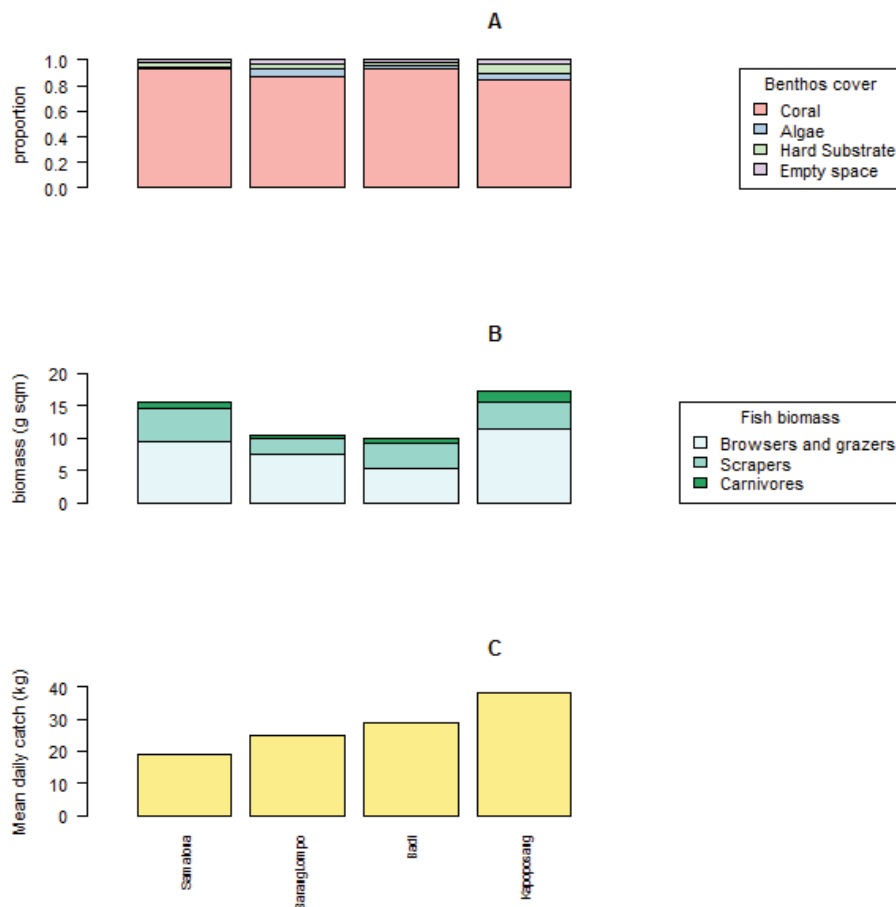 A
proportion
1.0
0.8
0.6
0.4
0.2
0.0
Benthos cover
Coral
Algae
Hard Substrate
Empty space
B
biomass (g sqm)
20
15
10
5
0
Fish biomass
Browsers and grazers
Scrapers
Carnivores
C
Mean daily catch (kg)
40
30
20
10
0
Samalona
BarangLompo
Badi
Kapoposang